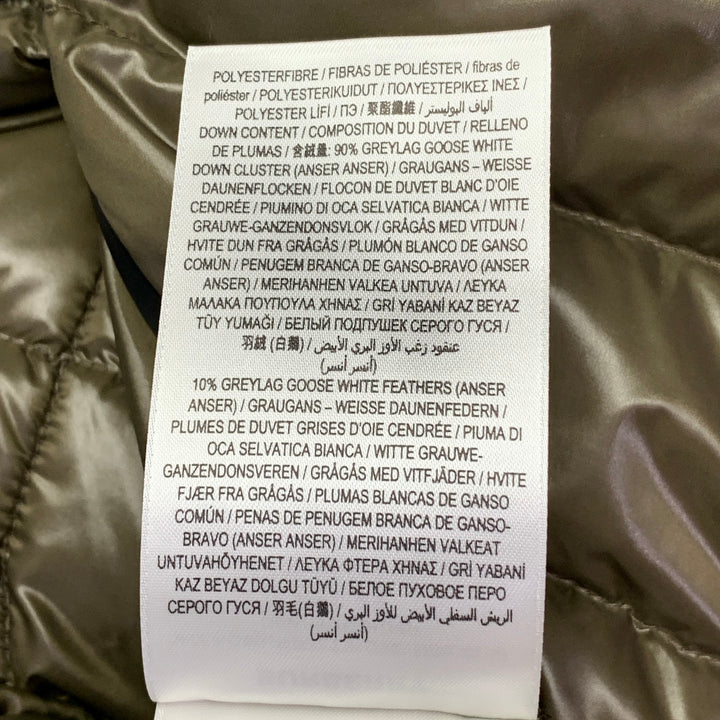 POLYESTERFIBRE / FIBRAS DE POLIÉSTER / fibras de
poliéster / POLYESTERIKUIDUT / ΠΟΛΥΕΣΤΕΡΙΚΕΣ ΙΝΕΣ /
POLYESTER LİFİ / ПЭ / 聚酯纖維 / ألياف البوليستر /
DOWN CONTENT / COMPOSITION DU DUVET / RELLENO
DE PLUMAS / 含絨量: 90% GREYLAG GOOSE WHITE
DOWN CLUSTER (ANSER ANSER) / GRAUGANS – WEISSE
DAUNENFLOCKEN / FLOCON DE DUVET BLANC D'OIE
CENDRÉE / PIUMINO DI OCA SELVATICA BIANCA / WITTE
GRAUWE-GANZENDONSVLOK / GRÅGÅS MED VITDUN /
HVITE DUN FRA GRÅGÅS / PLUMÓN BLANCO DE GANSO
COMÚN / PENUGEM BRANCA DE GANSO-BRAVO (ANSER
ANSER) / MERIHANHEN VALKEA UNTUVA / ΛΕΥΚΑ
ΜΑΛΑΚΑ ΠΟΥΠΟΥΛΑ ΧΗΝΑΣ / GRİ YABANİ KAZ BEYAZ
TÜY YUMAĞI / БЕЛЫЙ ПОДПУШЕК СЕРОГО ГУСЯ /
羽絨 (白鵝) / عنقود زغب الأوز البري الأبيض
(أنسر أنسر)
10% GREYLAG GOOSE WHITE FEATHERS (ANSER
ANSER) / GRAUGANS – WEISSE DAUNENFEDERN /
PLUMES DE DUVET GRISES D'OIE CENDRÉE / PIUMA DI
OCA SELVATICA BIANCA / WITTE GRAUWE-
GANZENDONSVEREN / GRÅGÅS MED VITFJÄDER / HVITE
FJÆR FRA GRÅGÅS / PLUMAS BLANCAS DE GANSO
COMÚN / PENAS DE PENUGEM BRANCA DE GANSO-
BRAVO (ANSER ANSER) / MERIHANHEN VALKEAT
UNTUVAHÖYHENET / ΛΕΥΚΑ ΦΤΕΡΑ ΧΗΝΑΣ / GRİ YABANİ
KAZ BEYAZ DOLGU TÜYÜ / БЕЛОЕ ПУХОВОЕ ПЕРО
СЕРОГО ГУСЯ / 羽毛(白鵝) / الريش السفلي الأبيض للأوز البري
(أنسر أنسر)